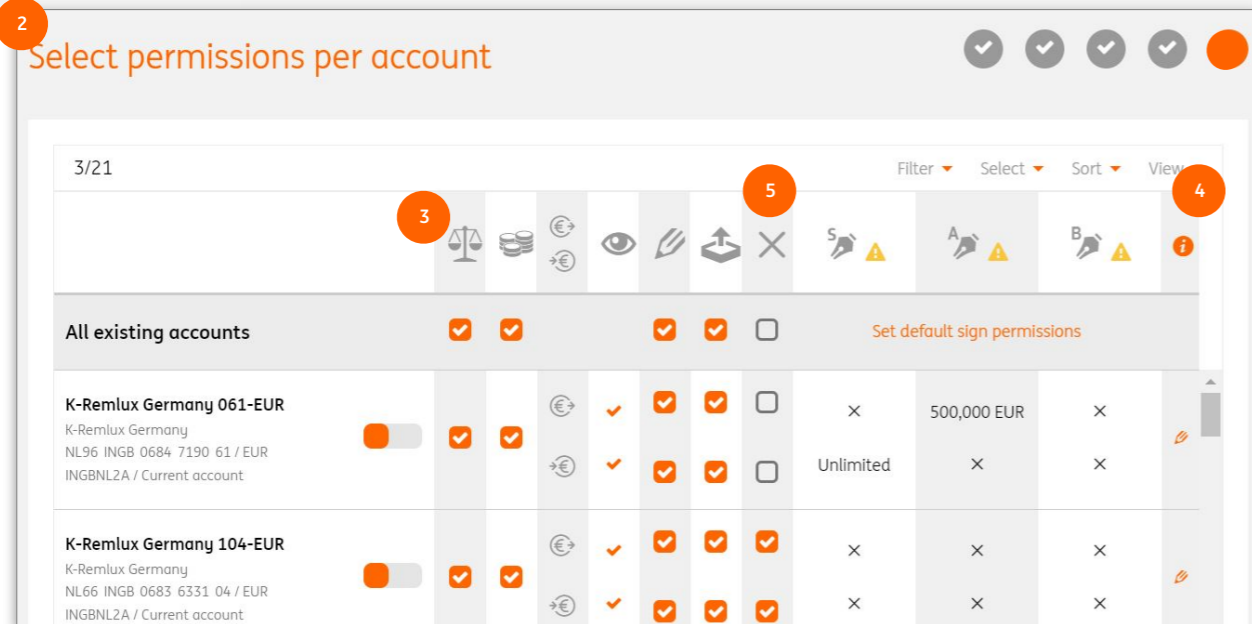 2
Select permissions per account
3/21
Filter Select Sort View
5
4
3
S A B
All existing accounts
Set default sign permissions
K-Remlux Germany 061-EUR
K-Remlux Germany
NL96 INGB 0684 7190 61 / EUR
INGBNL2A / Current account
500,000 EUR
Unlimited
K-Remlux Germany 104-EUR
K-Remlux Germany
NL66 INGB 0683 6331 04 / EUR
INGBNL2A / Current account